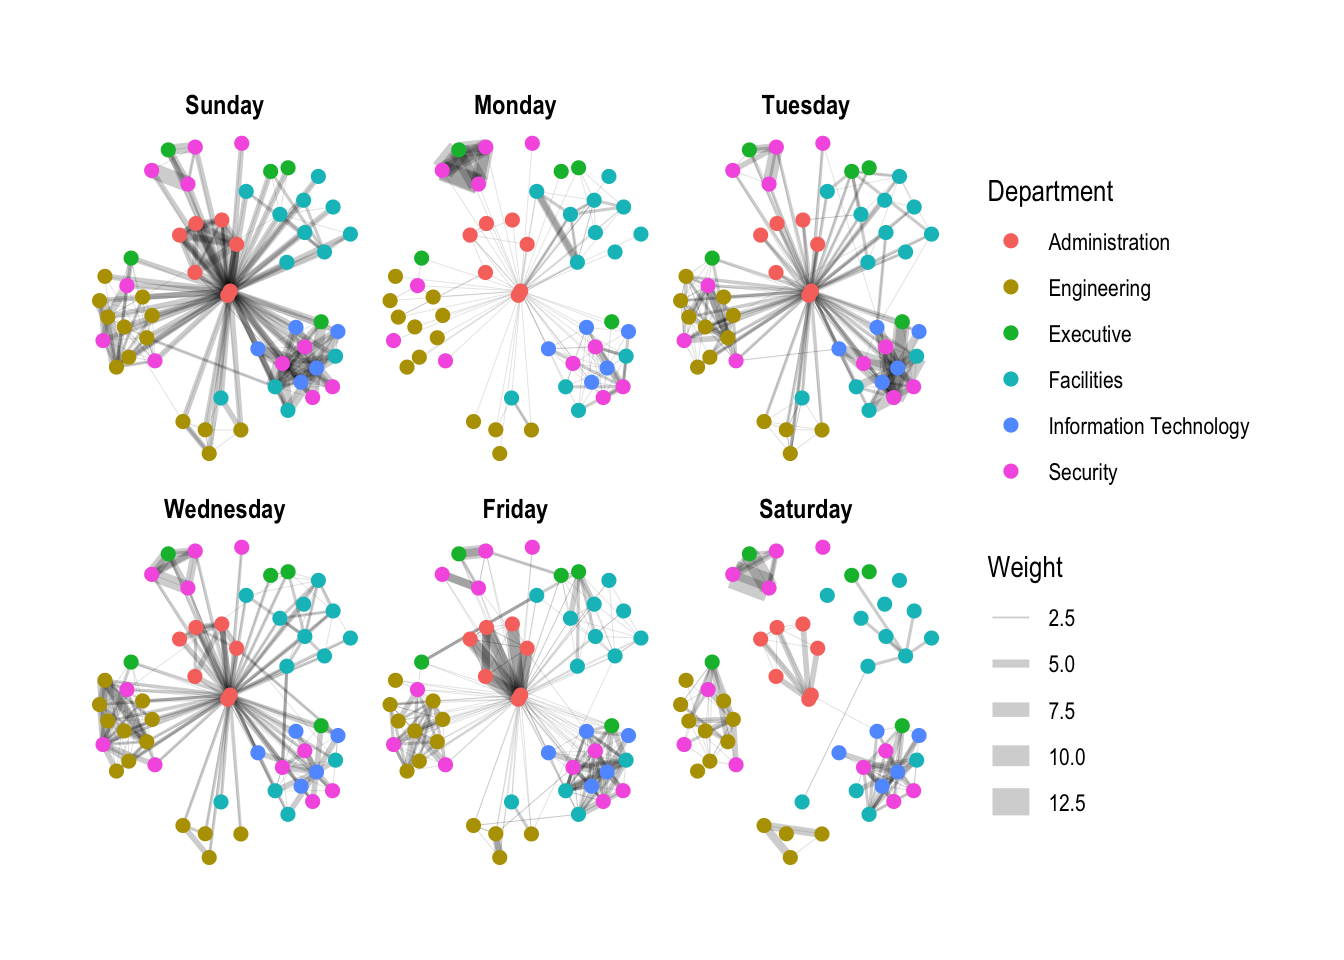 Sunday
Monday
Tuesday
Wednesday
Friday
Saturday
Department
Administration
Engineering
Executive
Facilities
Information Technology
Security
Weight
2.5
5.0
7.5
10.0
12.5